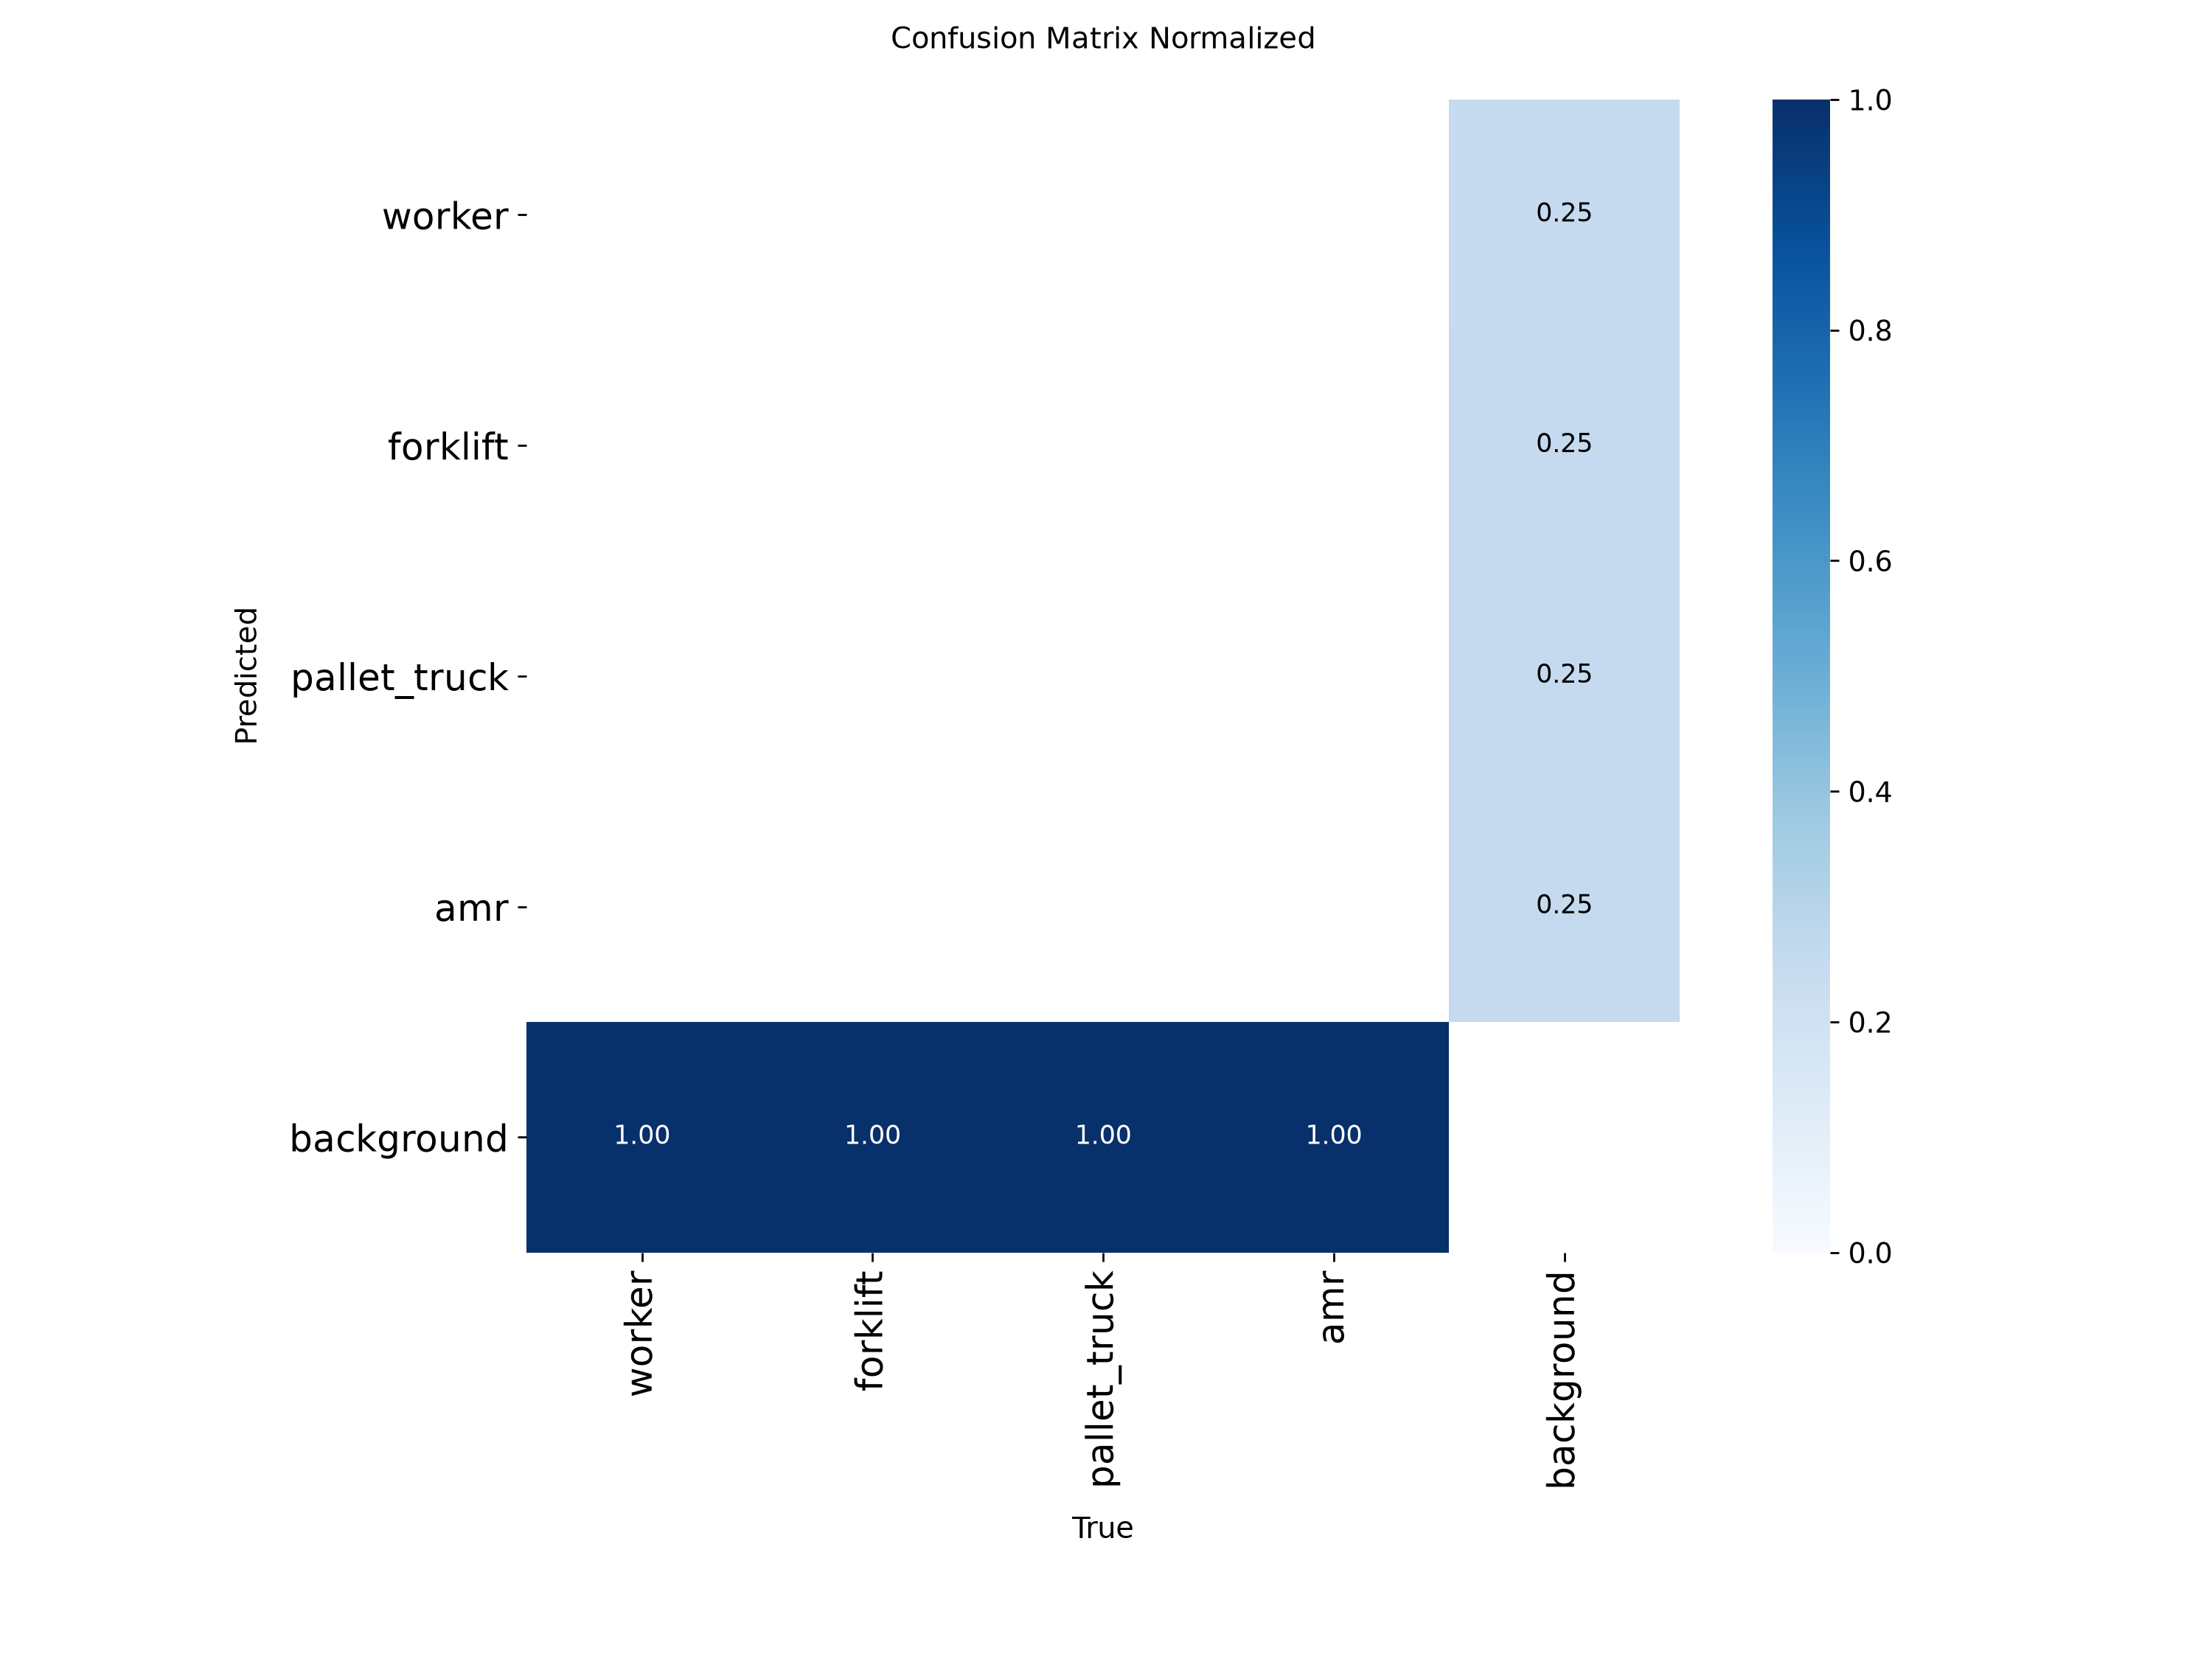 Confusion Matrix Normalized
1.0
worker
0.25
0.8
forklift
0.25
0.6
Predicted
pallet_truck
0.25
0.4
amr
0.25
0.2
background
1.00 1.00 1.00 1.00
0.0
worker
forklift
pallet_truck
amr
background
True